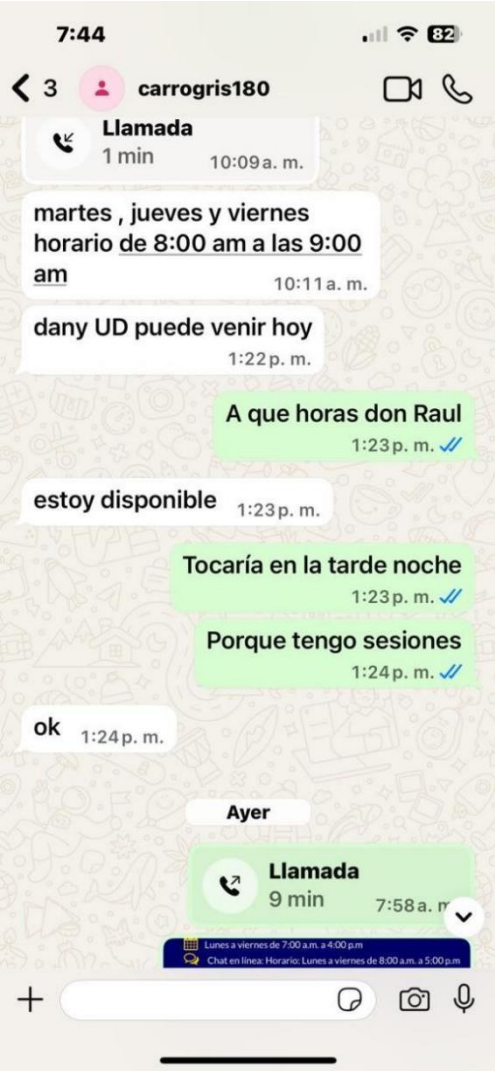 7:44
82
3 carrogris180
Llamada
1 min 10:09 a. m.
martes , jueves y viernes
horario de 8:00 am a las 9:00
am
10:11 a. m.
dany UD puede venir hoy
1:22 p. m.
A que horas don Raul
1:23 p. m.
estoy disponible 1:23 p. m.
Tocaría en la tarde noche
1:23 p. m.
Porque tengo sesiones
1:24 p. m.
ok 1:24 p. m.
Ayer
Llamada
9 min 7:58 a. m
Lunes a viernes de 7:00 a.m. a 4:00 p.m
Chat en línea: Horario: Lunes a viernes de 8:00 a.m. a 5:00 p.m